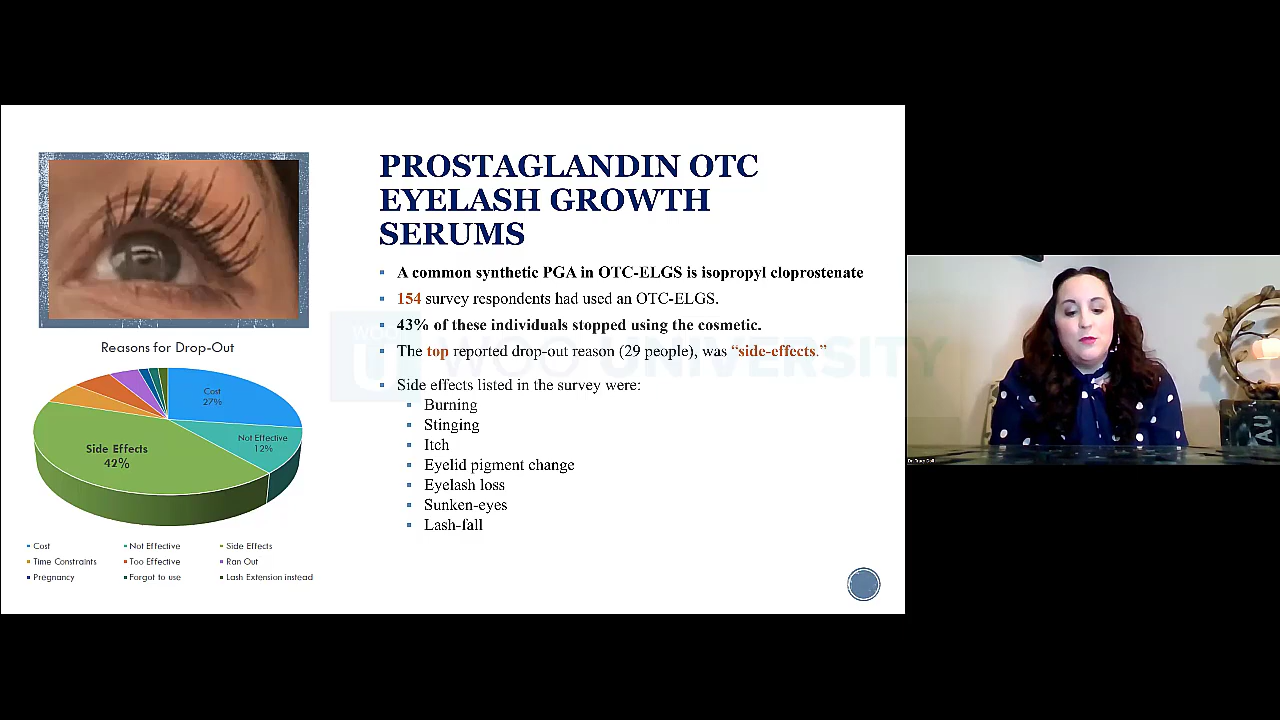 PROSTAGLANDIN OTC
EYELASH GROWTH
SERUMS
A common synthetic PGA in OTC-ELGS is isopropyl cloprostenate
154 survey respondents had used an OTC-ELGS.
43% of these individuals stopped using the cosmetic.
The top reported drop-out reason (29 people), was “side-effects.”
Side effects listed in the survey were:
Burning
Stinging
Itch
Eyelid pigment change
Eyelash loss
Sunken-eyes
Lash-fall
Reasons for Drop-Out
Cost
27%
Not Effective
12%
Side Effects
42%
Cost Not Effective Side Effects
Time Constraints Too Effective Ran Out
Pregnancy Forgot to use Lash Extension instead
WOO UNIVERSITY
AU